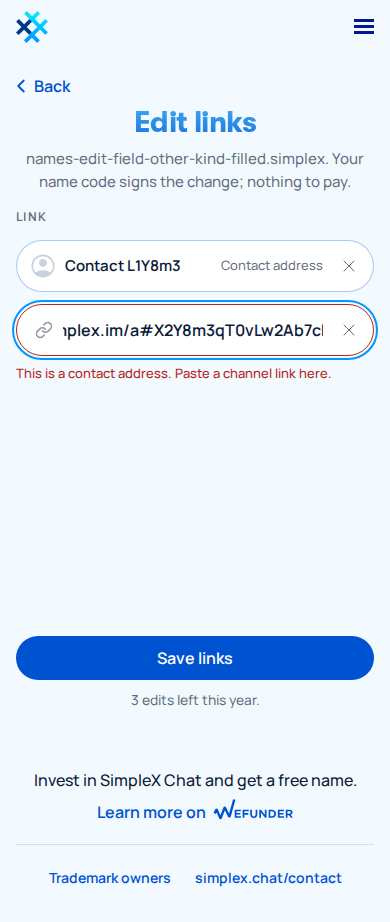 Back
Edit links
names-edit-field-other-kind-filled.simplex. Your
name code signs the change; nothing to pay.
LINK
Contact L1Y8m3 Contact address
nplex.im/a#X2Y8m3qT0vLw2Ab7cl
This is a contact address. Paste a channel link here.
Save links
3 edits left this year.
Invest in SimpleX Chat and get a free name.
Learn more on WEFUNDER
Trademark owners simplex.chat/contact